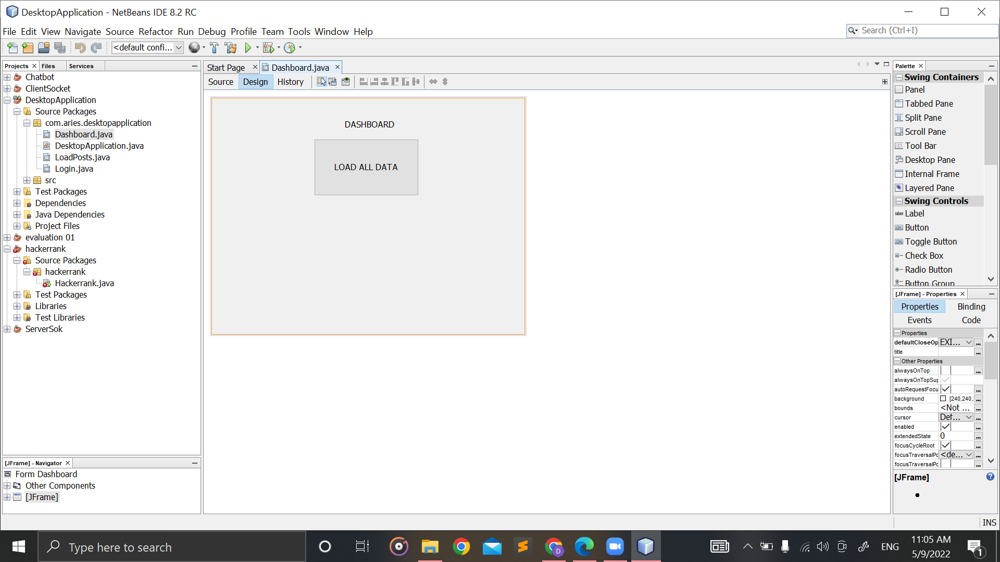 DesktopApplication - NetBeans IDE 8.2 RC
File Edit View Navigate Source Refactor Run Debug Profile Team Tools Window Help
Search (Ctrl+I)
<default confi...
Projects Files Services
Chatbot
ClientSocket
DesktopApplication
Source Packages
com.aries.desktopapplication
Dashboard.java
DesktopApplication.java
LoadPosts.java
Login.java
src
Test Packages
Dependencies
Java Dependencies
Project Files
evaluation 01
hackerrank
Source Packages
hackerrank
Hackerrank.java
Test Packages
Libraries
Test Libraries
ServerSok
[JFrame] - Navigator
Form Dashboard
Other Components
[JFrame]
Start Page Dashboard.java
Source Design History
DASHBOARD
LOAD ALL DATA
Palette
Swing Containers
Panel
Tabbed Pane
Split Pane
Scroll Pane
Tool Bar
Desktop Pane
Internal Frame
Layered Pane
Swing Controls
label Label
OK Button
ON Toggle Button
Check Box
Radio Button
Button Group
[JFrame] - Properties
Properties Binding
Events Code
Properties
defaultCloseOp EXI... ...
title ...
Other Properties
alwaysOnTop ...
alwaysOnTopSup
autoRequestFocu ...
background [240,240, ...
bounds <Not ... ...
cursor Def... ...
enabled ...
extendedState 0 ...
focusCycleRoot ...
focusTraversalPo <de... ...
focusTraversalPo ...
[JFrame]
INS
Type here to search
D
ENG
11:05 AM
5/9/2022
1